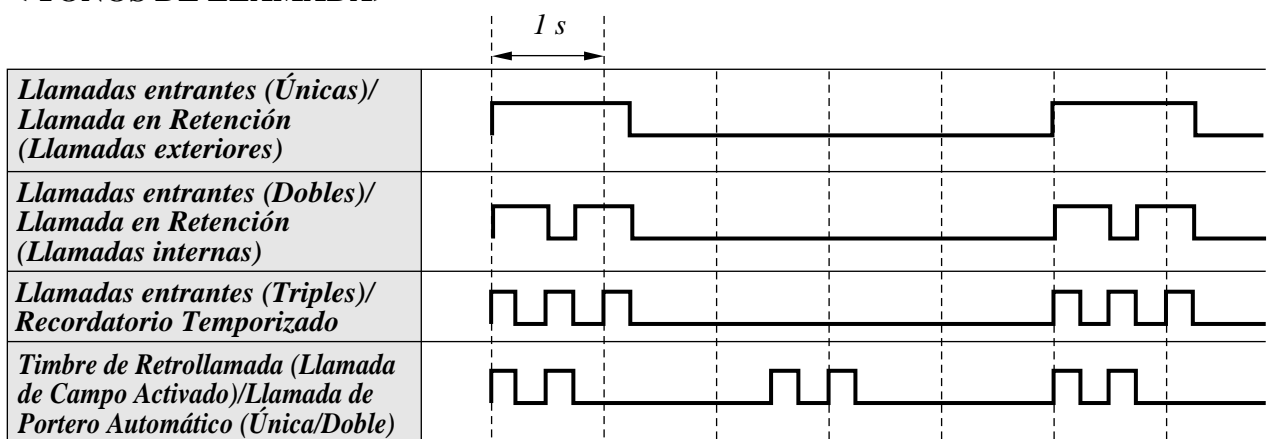 1 s
Llamadas entrantes (Únicas)/
Llamada en Retención
(Llamadas exteriores)
Llamadas entrantes (Dobles)/
Llamada en Retención
(Llamadas internas)
Llamadas entrantes (Triples)/
Recordatorio Temporizado
Timbre de Retrollamada (Llamada
de Campo Activado)/Llamada de
Portero Automático (Única/Doble)